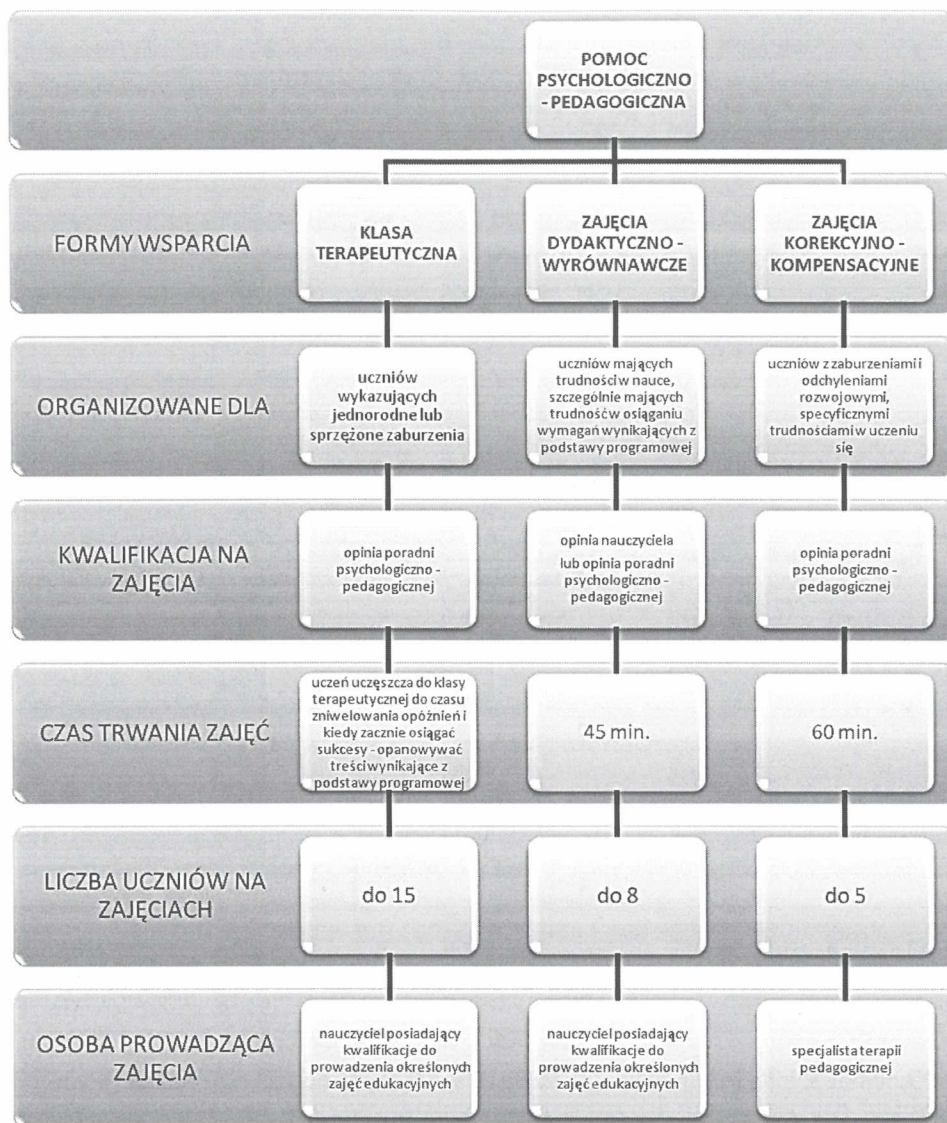 POMOC
PSYCHOLOGICZNO
- PEDAGOGICZNA
FORMY WSPARCIA
KLASA
TERAPEUTYCZNA
ZAJĘCIA
DYDAKTYCZNO -
WYRÓWNAWCZE
ZAJĘCIA
KOREKCYJNO -
KOMPENSACYJNE
ORGANIZOWANE DLA
uczniów
wykazujących
jednorodne lub
sprzężone zaburzenia
uczniów mających
trudności w nauce,
szczególnie mających
trudność w osiąganiu
wymagań wynikających z
podstawy programowej
uczniów z zaburzeniami i
odchyleniami
rozwojowymi,
specyficznymi
trudnościami w uczeniu
się
KWALIFIKACJA NA
ZAJĘCIA
opinia poradni
psychologiczno -
pedagogicznej
opinia nauczyciela
lub opinia poradni
psychologiczno -
pedagogicznej
opinia poradni
psychologiczno -
pedagogicznej
CZAS TRWANIA ZAJĘĆ
uczeń uczęszcza do klasy
terapeutycznej do czasu
zniwelowania opóźnień i
kiedy zacznie osiągać
sukcesy - opanowywać
treści wynikające z
podstawy programowej
45 min.
60 min.
LICZBA UCZNIÓW NA
ZAJĘCIACH
do 15
do 8
do 5
OSOBA PROWADZĄCA
ZAJĘCIA
nauczyciel posiadający
kwalifikacje do
prowadzenia określonych
zajęć edukacyjnych
nauczyciel posiadający
kwalifikacje do
prowadzenia określonych
zajęć edukacyjnych
specjalista terapii
pedagogicznej